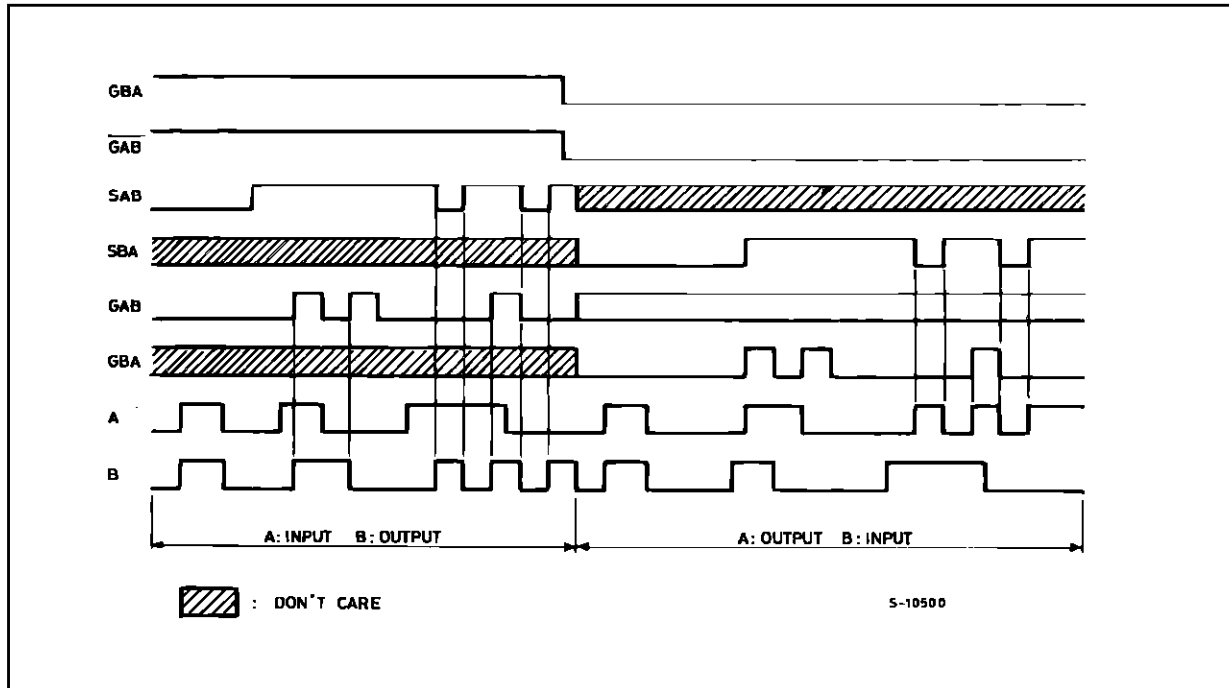 GBA
GAB
SAB
SBA
GAB
GBA
A
B
A: INPUT B: OUTPUT
A: OUTPUT B: INPUT
: DON'T CARE
S-10500